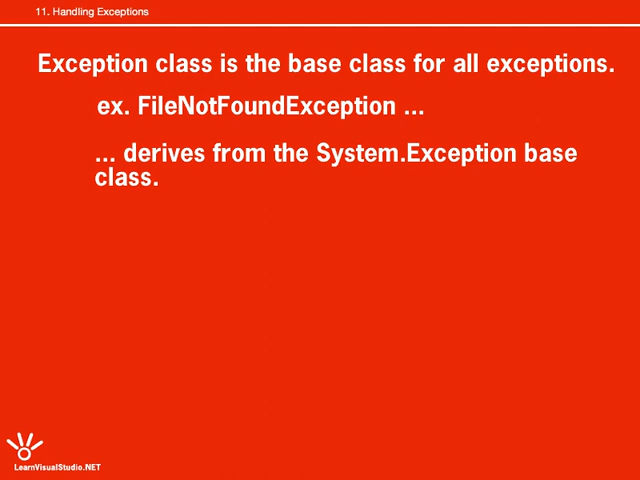 11. Handling Exceptions
Exception class is the base class for all exceptions.
ex. FileNotFoundException ...
... derives from the System.Exception base
class.
LearnVisualStudio.NET